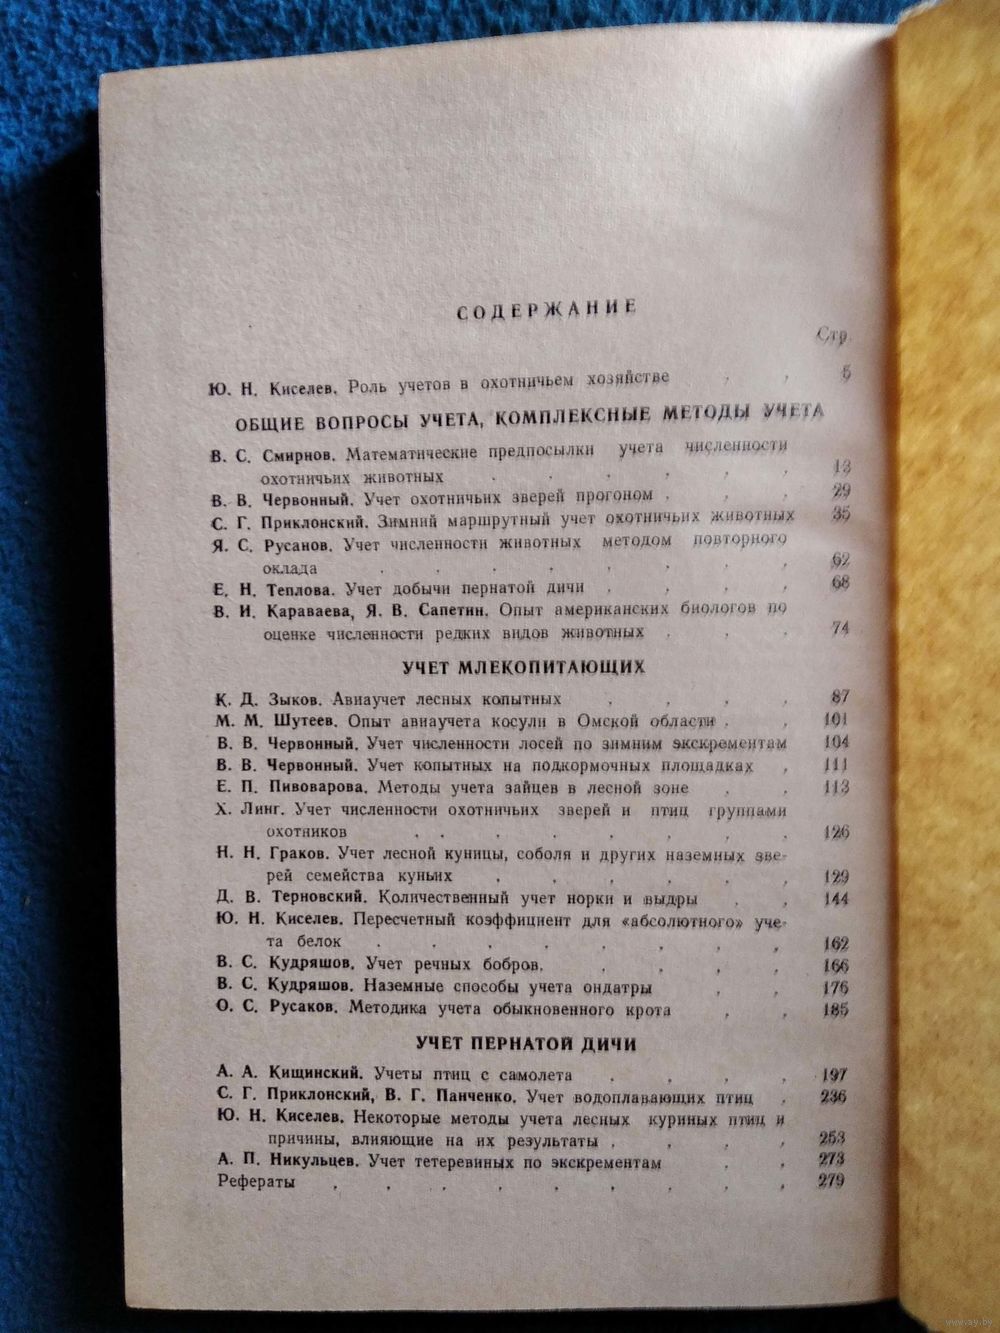 СОДЕРЖАНИЕ
Стр.
Ю. Н. Киселев. Роль учетов в охотничьем хозяйстве . . 5
ОБЩИЕ ВОПРОСЫ УЧЕТА, КОМПЛЕКСНЫЕ МЕТОДЫ УЧЕТА
В. С. Смирнов. Математические предпосылки учета численности
охотничьих животных . . . . . . 13
В. В. Червонный. Учет охотничьих зверей прогоном . . . 29
С. Г. Приклонский. Зимний маршрутный учет охотничьих животных 35
Я. С. Русанов. Учет численности животных методом повторного
оклада . . . . . . . . 62
Е. Н. Теплова. Учет добычи пернатой дичи . . . . 68
В. И. Караваева, Я. В. Сапетин. Опыт американских биологов по
оценке численности редких видов животных . . . 74
УЧЕТ МЛЕКОПИТАЮЩИХ
К. Д. Зыков. Авиаучет лесных копытных . . . . 87
М. М. Шутеев. Опыт авиаучета косули в Омской области . . 101
В. В. Червонный. Учет численности лосей по зимним экскрементам 104
В. В. Червонный. Учет копытных на подкормочных площадках . 111
Е. П. Пивоварова. Методы учета зайцев в лесной зоне . . 113
Х. Линг. Учет численности охотничьих зверей и птиц группами
охотников . . . . . . . . 126
Н. Н. Граков. Учет лесной куницы, соболя и других наземных зве-
рей семейства куньих . . . . . . 129
Д. В. Терновский. Количественный учет норки и выдры . . 144
Ю. Н. Киселев. Пересчетный коэффициент для «абсолютного» уче-
та белок . . . . . . . . 162
В. С. Кудряшов. Учет речных бобров. . . . . 166
В. С. Кудряшов. Наземные способы учета ондатры . . 176
О. С. Русаков. Методика учета обыкновенного крота . . 185
УЧЕТ ПЕРНАТОЙ ДИЧИ
А. А. Кищинский. Учеты птиц с самолета . . . . 197
С. Г. Приклонский, В. Г. Панченко. Учет водоплавающих птиц . 236
Ю. Н. Киселев. Некоторые методы учета лесных куриных птиц и
причины, влияющие на их результаты . . . . 253
А. П. Никульцев. Учет тетеревиных по экскрементам . . 273
Рефераты . . . . . . . . . 279
www.ay.by